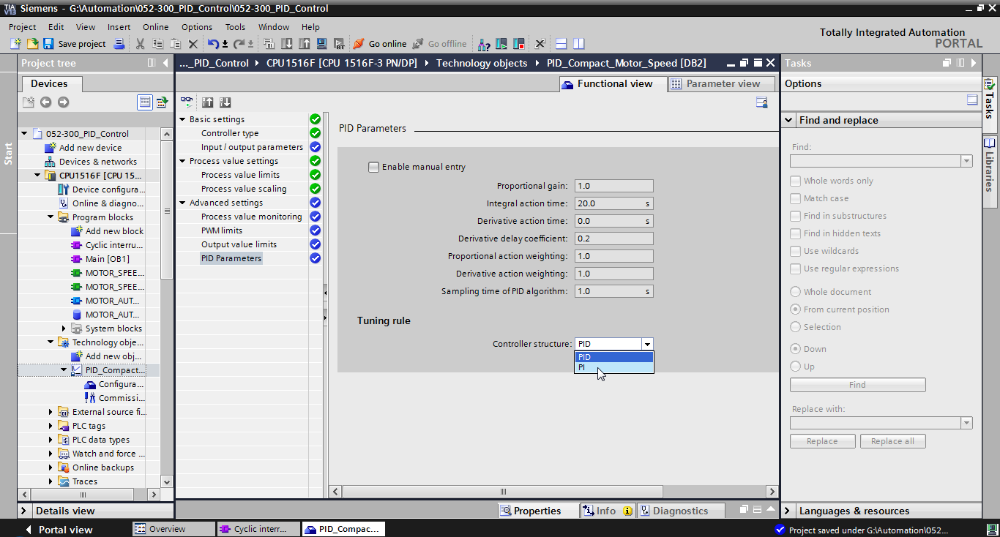 TIA
V13
Siemens - G:\Automation\052-300_PID_Control\052-300_PID_Control
Project Edit View Insert Online Options Tools Window Help
Totally Integrated Automation
PORTAL
Save project
Go online
Go offline
Start
Project tree
Devices
052-300_PID_Control
Add new device
Devices & networks
CPU1516F [CPU 15...
Device configura...
Online & diagno...
Program blocks
Add new block
Cyclic interru...
Main [OB1]
MOTOR_SPEE...
MOTOR_SPEE...
MOTOR_AUT...
MOTOR_AUT...
System blocks
Technology obje...
Add new obj...
PID_Compact...
Configura...
Commissi...
External source fi...
PLC tags
PLC data types
Watch and force ...
Online backups
Traces
Details view
..._PID_Control
CPU1516F [CPU 1516F-3 PN/DP]
Technology objects
PID_Compact_Motor_Speed [DB2]
Functional view
Parameter view
Basic settings
Controller type
Input / output parameters
Process value settings
Process value limits
Process value scaling
Advanced settings
Process value monitoring
PWM limits
Output value limits
PID Parameters
PID Parameters
Enable manual entry
Proportional gain: 1.0
Integral action time: 20.0 s
Derivative action time: 0.0 s
Derivative delay coefficient: 0.2
Proportional action weighting: 1.0
Derivative action weighting: 1.0
Sampling time of PID algorithm: 1.0 s
Tuning rule
Controller structure: PID
PID
PI
Properties
Info
Diagnostics
Tasks
Options
Find and replace
Find:
Whole words only
Match case
Find in substructures
Find in hidden texts
Use wildcards
Use regular expressions
Whole document
From current position
Selection
Down
Up
Find
Replace with:
Replace
Replace all
Languages & resources
Tasks
Libraries
Portal view
Overview
Cyclic interr...
PID_Compac...
Project saved under G:\Automation\052...